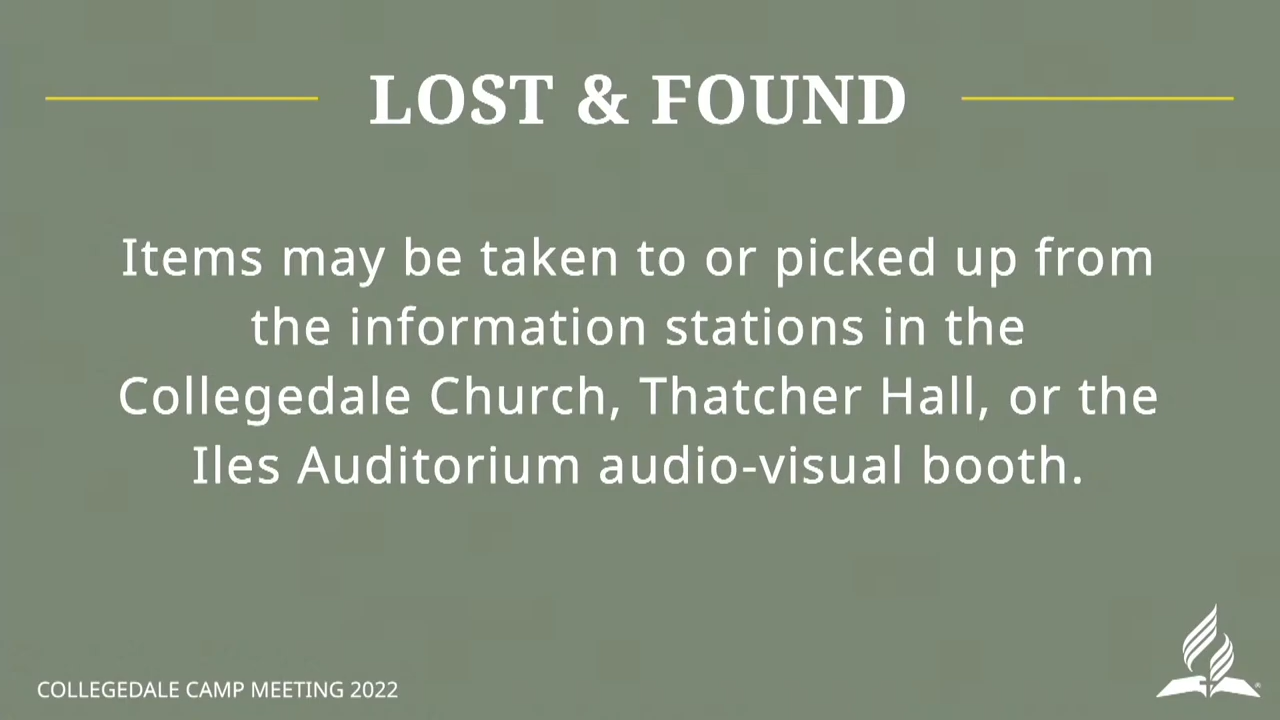 LOST & FOUND
Items may be taken to or picked up from
the information stations in the
Collegedale Church, Thatcher Hall, or the
Iles Auditorium audio-visual booth.
COLLEGEDALE CAMP MEETING 2022